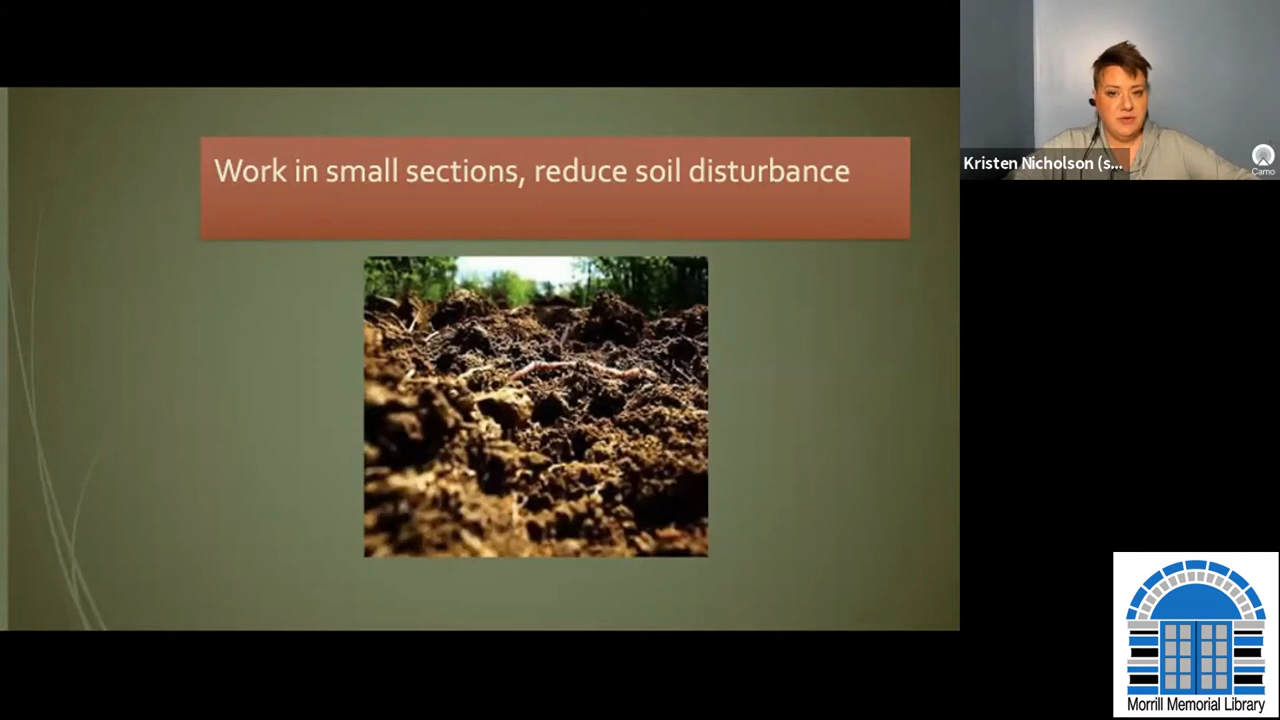 Work in small sections, reduce soil disturbance
Kristen Nicholson (s...
Camo
Morrill Memorial Library